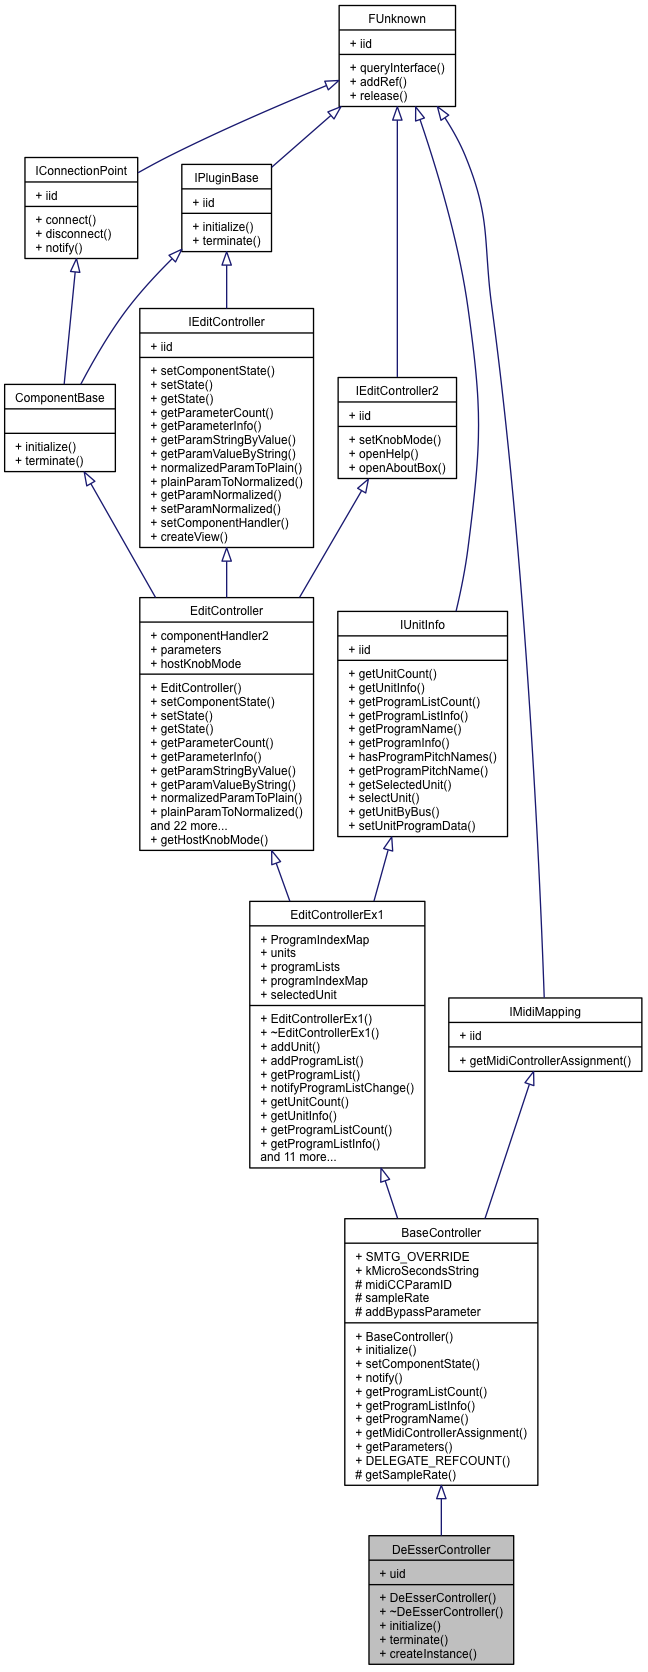 FUnknown
+ iid
+ queryInterface()
+ addRef()
+ release()
IConnectionPoint
+ iid
+ connect()
+ disconnect()
+ notify()
IPluginBase
+ iid
+ initialize()
+ terminate()
IEditController
+ iid
+ setComponentState()
+ setState()
+ getState()
+ getParameterCount()
+ getParameterInfo()
+ getParamStringByValue()
+ getParamValueByString()
+ normalizedParamToPlain()
+ plainParamToNormalized()
+ getParamNormalized()
+ setParamNormalized()
+ setComponentHandler()
+ createView()
ComponentBase
+ initialize()
+ terminate()
IEditController2
+ iid
+ setKnobMode()
+ openHelp()
+ openAboutBox()
EditController
+ componentHandler2
+ parameters
+ hostKnobMode
+ EditController()
+ setComponentState()
+ setState()
+ getState()
+ getParameterCount()
+ getParameterInfo()
+ getParamStringByValue()
+ getParamValueByString()
+ normalizedParamToPlain()
+ plainParamToNormalized()
and 22 more...
+ getHostKnobMode()
IUnitInfo
+ iid
+ getUnitCount()
+ getUnitInfo()
+ getProgramListCount()
+ getProgramListInfo()
+ getProgramName()
+ getProgramInfo()
+ hasProgramPitchNames()
+ getProgramPitchName()
+ getSelectedUnit()
+ selectUnit()
+ getUnitByBus()
+ setUnitProgramData()
EditControllerEx1
+ ProgramIndexMap
+ units
+ programLists
+ programIndexMap
+ selectedUnit
+ EditControllerEx1()
+ ~EditControllerEx1()
+ addUnit()
+ addProgramList()
+ getProgramList()
+ notifyProgramListChange()
+ getUnitCount()
+ getUnitInfo()
+ getProgramListCount()
+ getProgramListInfo()
and 11 more...
IMidiMapping
+ iid
+ getMidiControllerAssignment()
BaseController
+ SMTG_OVERRIDE
+ kMicroSecondsString
# midiCCParamID
# sampleRate
# addBypassParameter
+ BaseController()
+ initialize()
+ setComponentState()
+ notify()
+ getProgramListCount()
+ getProgramListInfo()
+ getProgramName()
+ getMidiControllerAssignment()
+ getParameters()
+ DELEGATE_REFCOUNT()
# getSampleRate()
DeEsserController
+ uid
+ DeEsserController()
+ ~DeEsserController()
+ initialize()
+ terminate()
+ createInstance()